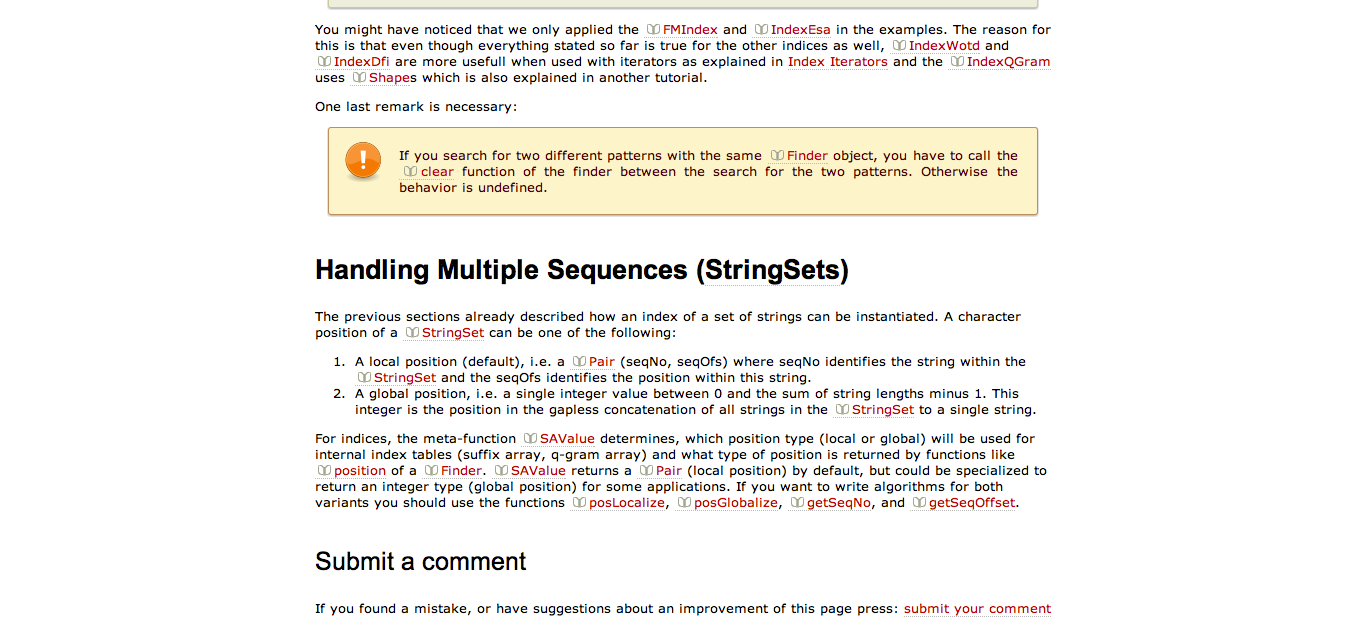 You might have noticed that we only applied the FMIndex and IndexEsa in the examples. The reason for
this is that even though everything stated so far is true for the other indices as well, IndexWotd and
IndexDfi are more usefull when used with iterators as explained in Index Iterators and the IndexQGram
uses Shapes which is also explained in another tutorial.
One last remark is necessary:
If you search for two different patterns with the same Finder object, you have to call the
clear function of the finder between the search for the two patterns. Otherwise the
behavior is undefined.
Handling Multiple Sequences (StringSets)
The previous sections already described how an index of a set of strings can be instantiated. A character
position of a StringSet can be one of the following:
1. A local position (default), i.e. a Pair (seqNo, seqOfs) where seqNo identifies the string within the
StringSet and the seqOfs identifies the position within this string.
2. A global position, i.e. a single integer value between 0 and the sum of string lengths minus 1. This
integer is the position in the gapless concatenation of all strings in the StringSet to a single string.
For indices, the meta-function SAValue determines, which position type (local or global) will be used for
internal index tables (suffix array, q-gram array) and what type of position is returned by functions like
position of a Finder. SAValue returns a Pair (local position) by default, but could be specialized to
return an integer type (global position) for some applications. If you want to write algorithms for both
variants you should use the functions posLocalize, posGlobalize, getSeqNo, and getSeqOffset.
Submit a comment
If you found a mistake, or have suggestions about an improvement of this page press: submit your comment